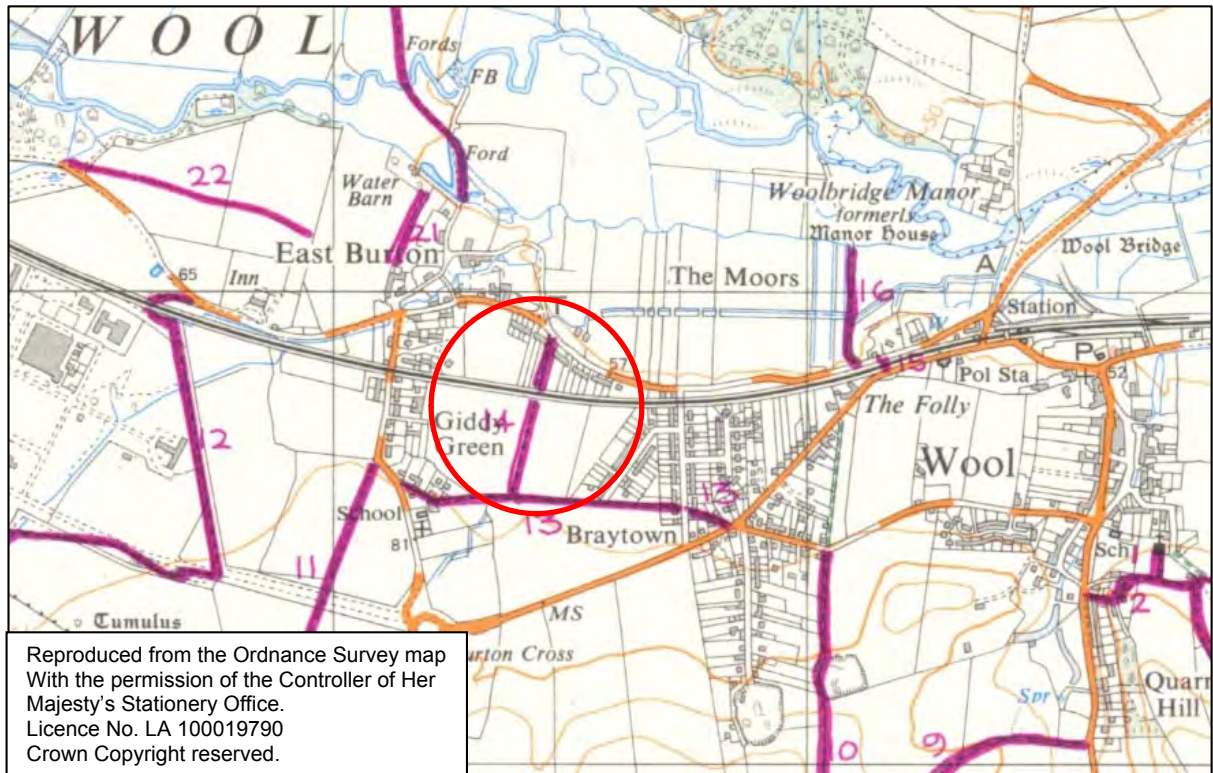 WOOL
Fords
FB
Ford
22
Water
Barn
21
East Burton
Woolbridge Manor
formerly
Manor House
A
Wool Bridge
65
Inn
The Moors
16
Station
T
W
57
15
Pol Sta
P
52
The Folly
12
14
Giddy
Green
Wool
School
81
13
13
Braytown
11
Sch
1
2
Tumulus
MS
urton Cross
Quarr
Hill
Spr
10
9
50
Reproduced from the Ordnance Survey map
With the permission of the Controller of Her
Majesty's Stationery Office.
Licence No. LA 100019790
Crown Copyright reserved.